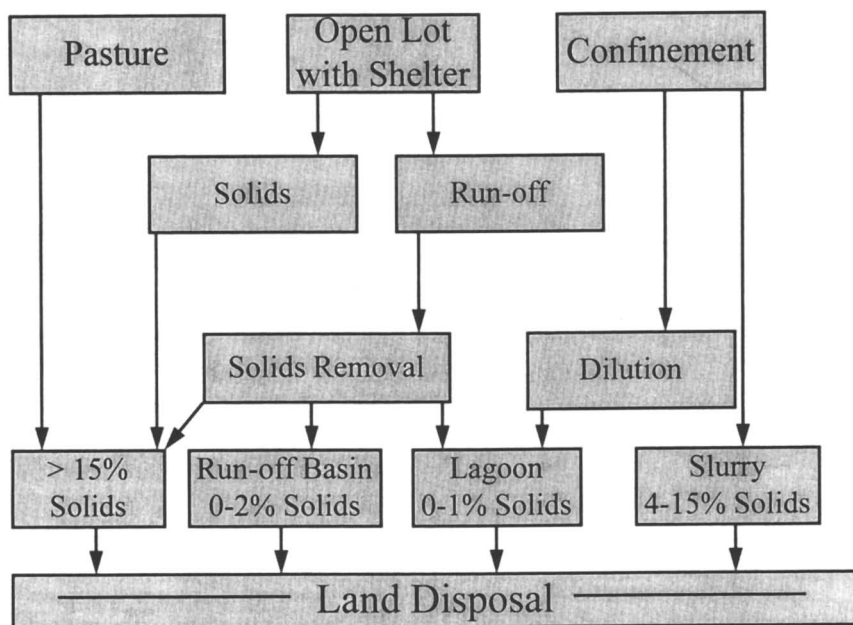 Pasture
Open Lot
with Shelter
Confinement
Solids
Run-off
Solids Removal
Dilution
> 15%
Solids
Run-off Basin
0-2% Solids
Lagoon
0-1% Solids
Slurry
4-15% Solids
Land Disposal